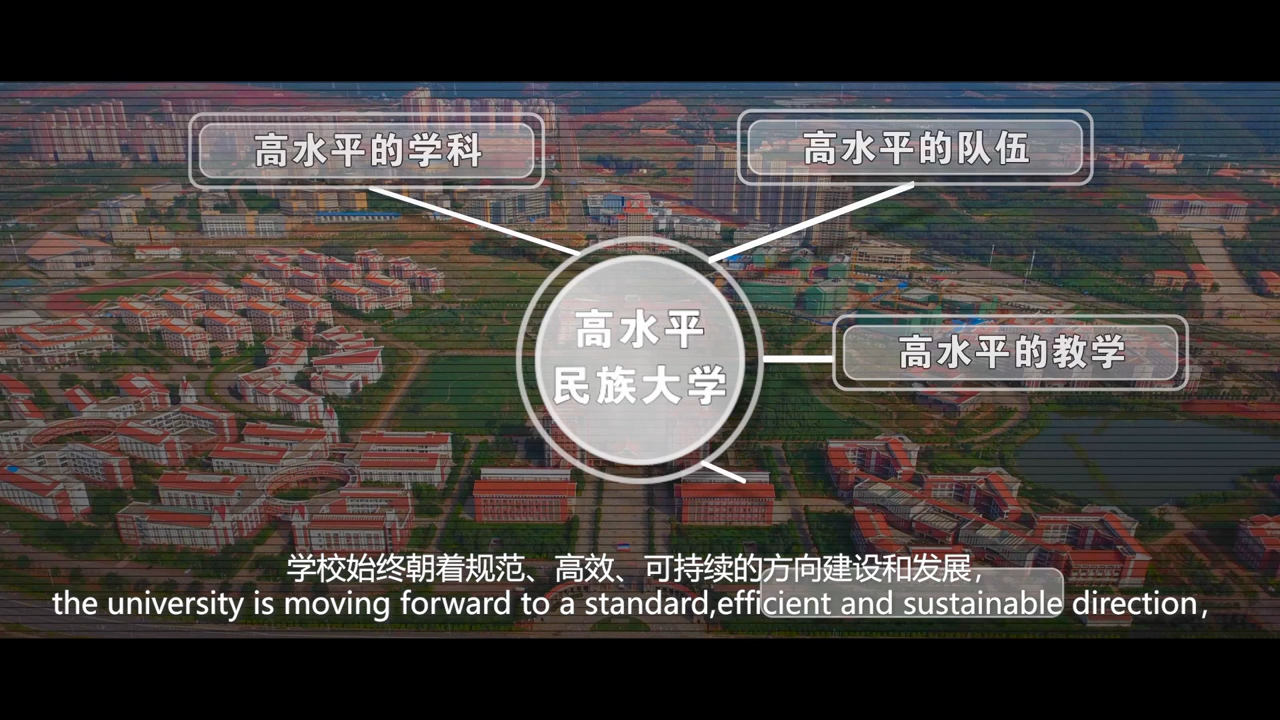 高水平的学科
高水平的队伍
高水平
民族大学
高水平的教学
学校始终朝着规范、高效、可持续的方向建设和发展，
the university is moving forward to a standard,efficient and sustainable direction，